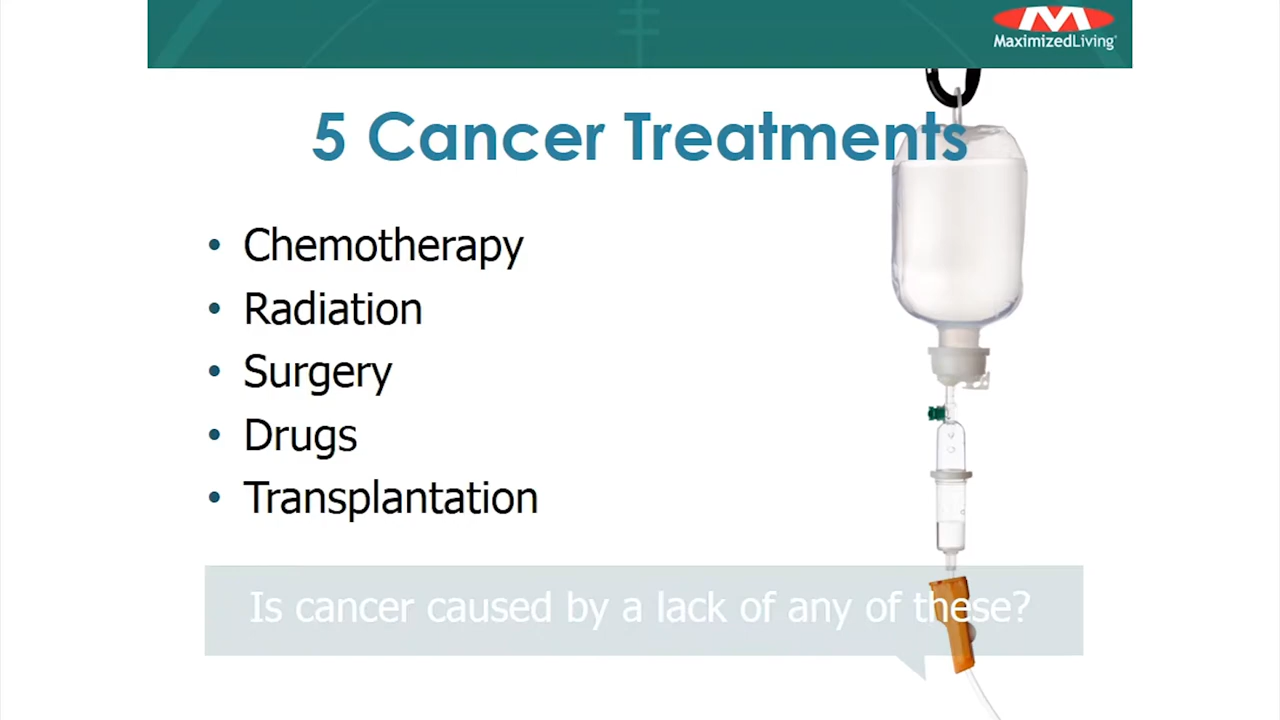 MaximizedLiving®
5 Cancer Treatments
• Chemotherapy
• Radiation
• Surgery
• Drugs
• Transplantation
Is cancer caused by a lack of any of these?